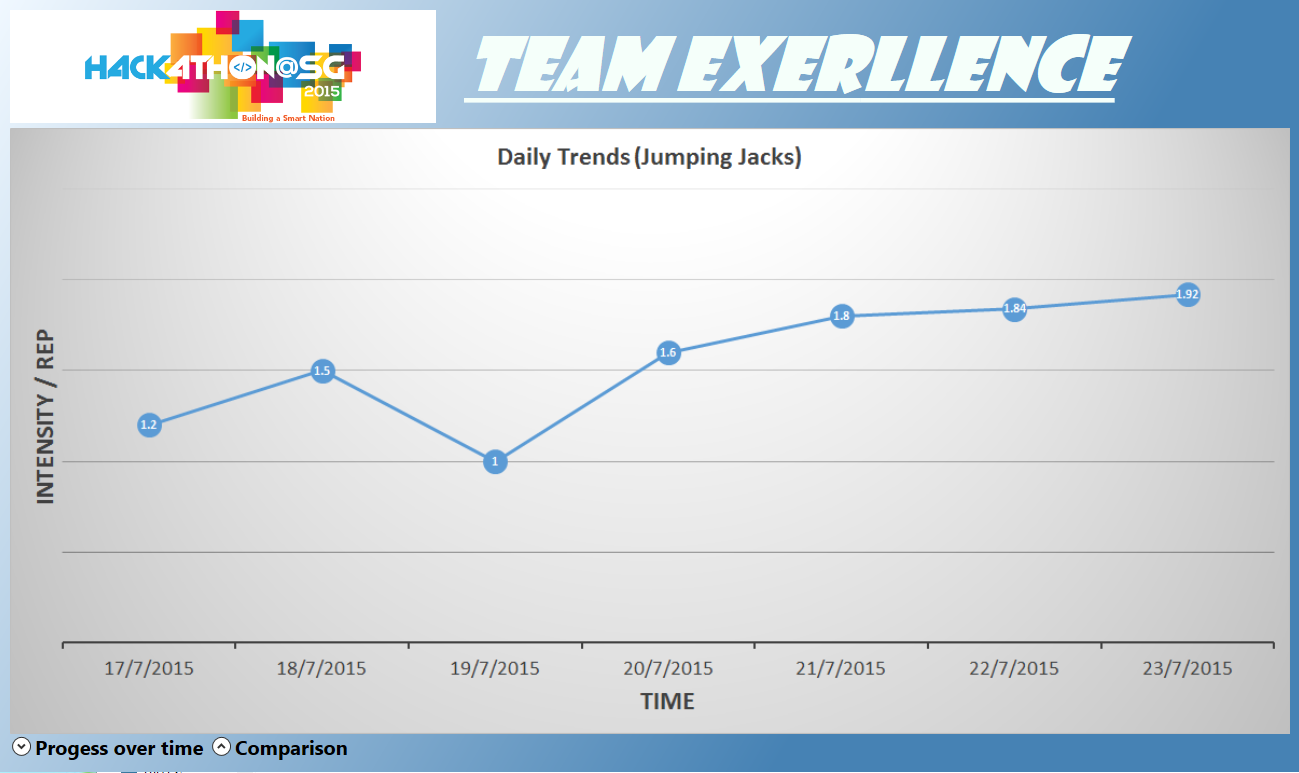 HACKATHON@SG
2015
Building a Smart Nation
TEAM EXERLLENCE
Daily Trends (Jumping Jacks)
INTENSITY / REP
1.2
1.5
1
1.6
1.8
1.84
1.92
17/7/2015
18/7/2015
19/7/2015
20/7/2015
21/7/2015
22/7/2015
23/7/2015
TIME
Progess over time
Comparison